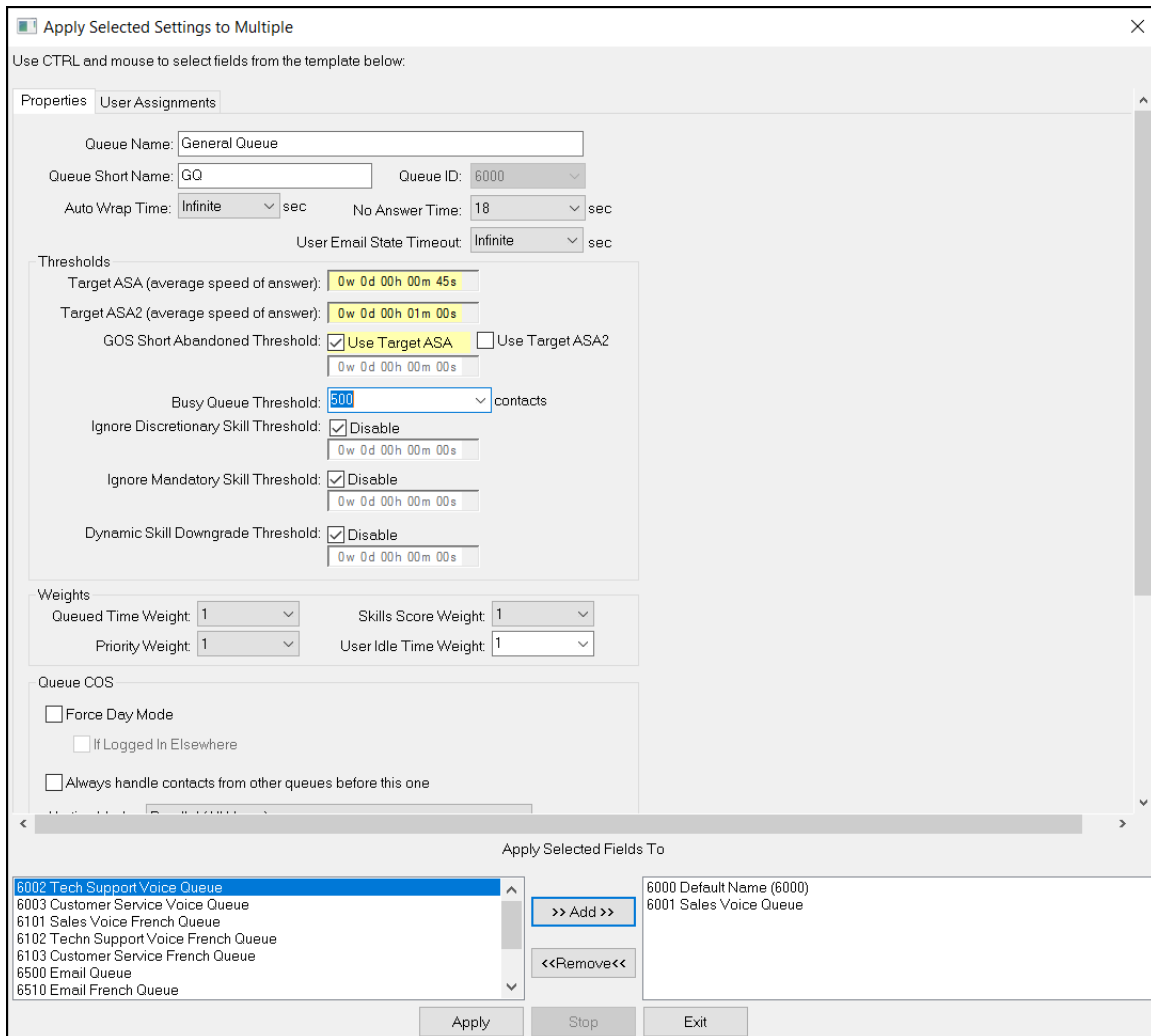 Apply Selected Settings to Multiple
Use CTRL and mouse to select fields from the template below:
Properties User Assignments
Queue Name: General Queue
Queue Short Name: GQ Queue ID: 6000
Auto Wrap Time: Infinite sec No Answer Time: 18 sec
User Email State Timeout: Infinite sec
Thresholds
Target ASA (average speed of answer): 0w 0d 00h 00m 45s
Target ASA2 (average speed of answer): 0w 0d 00h 01m 00s
GOS Short Abandoned Threshold: Use Target ASA Use Target ASA2
0w 0d 00h 00m 00s
Busy Queue Threshold: 500 contacts
Ignore Discretionary Skill Threshold: Disable
0w 0d 00h 00m 00s
Ignore Mandatory Skill Threshold: Disable
0w 0d 00h 00m 00s
Dynamic Skill Downgrade Threshold: Disable
0w 0d 00h 00m 00s
Weights
Queued Time Weight: 1 Skills Score Weight: 1
Priority Weight: 1 User Idle Time Weight: 1
Queue COS
Force Day Mode
If Logged In Elsewhere
Always handle contacts from other queues before this one
Apply Selected Fields To
6002 Tech Support Voice Queue
6003 Customer Service Voice Queue
6101 Sales Voice French Queue
6102 Techn Support Voice French Queue
6103 Customer Service French Queue
6500 Email Queue
6510 Email French Queue
>> Add >>
<<Remove<<
6000 Default Name (6000)
6001 Sales Voice Queue
Apply Stop Exit